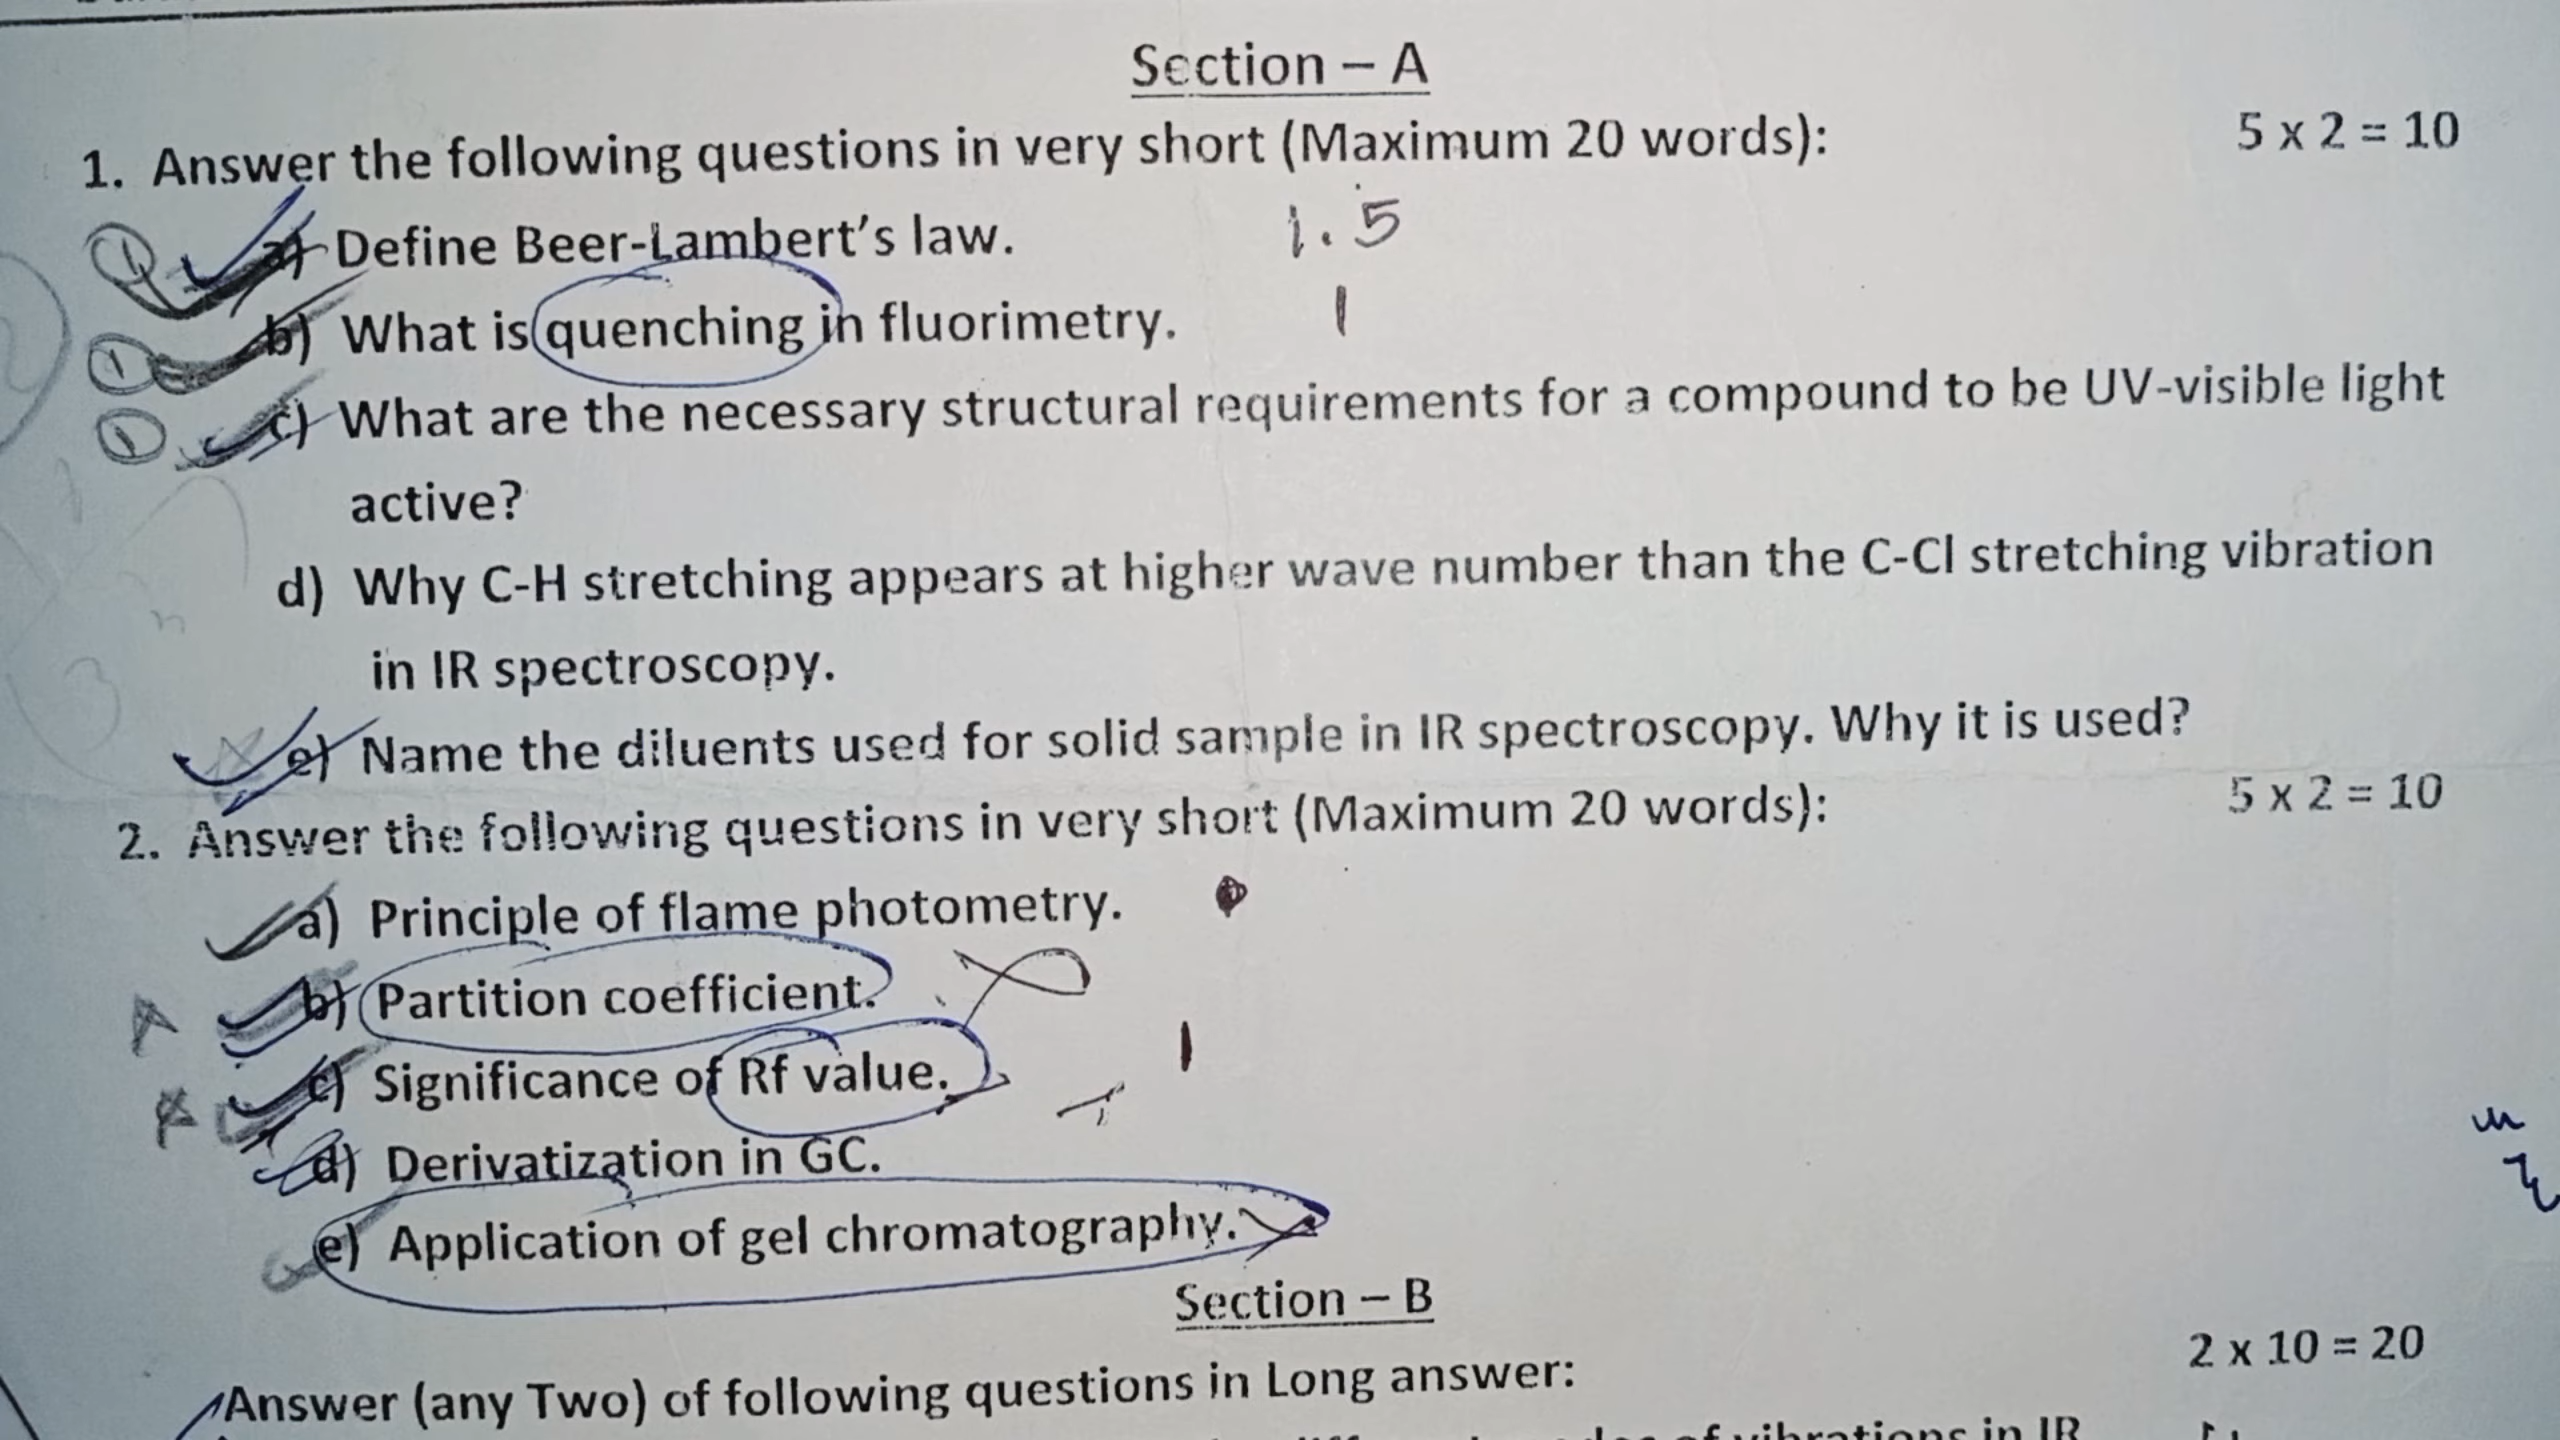 Section – A
1. Answer the following questions in very short (Maximum 20 words): 5 x 2 = 10
a) Define Beer-Lambert's law. 1.5
b) What is quenching in fluorimetry. 1
c) What are the necessary structural requirements for a compound to be UV-visible light
active?
d) Why C-H stretching appears at higher wave number than the C-Cl stretching vibration
in IR spectroscopy.
e) Name the diluents used for solid sample in IR spectroscopy. Why it is used?
2. Answer the following questions in very short (Maximum 20 words): 5 x 2 = 10
a) Principle of flame photometry.
b) Partition coefficient.
c) Significance of Rf value. 1
d) Derivatization in GC.
e) Application of gel chromatography.
Section – B
Answer (any Two) of following questions in Long answer: 2 x 10 = 20
of vibrations in IR